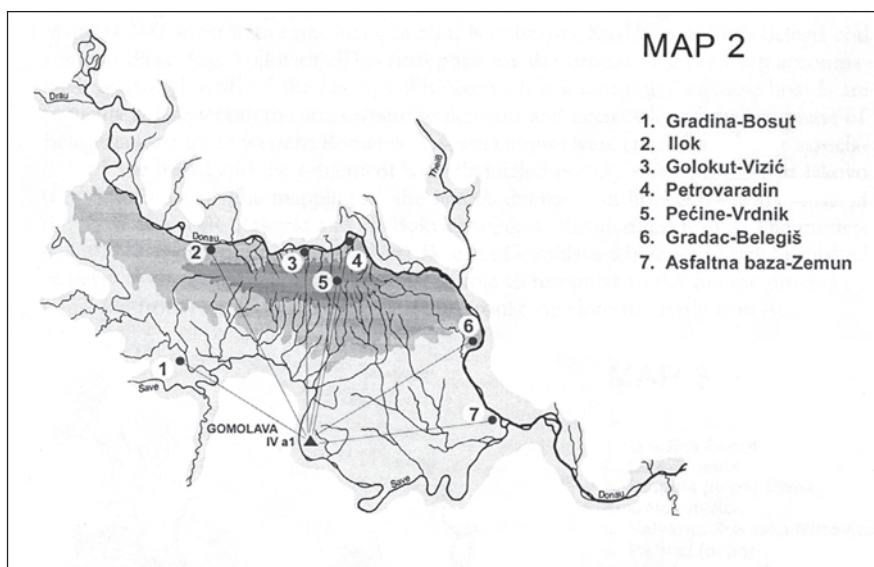 MAP 2
1. Gradina-Bosut
2. Ilok
3. Golokut-Vizić
4. Petrovaradin
5. Pećine-Vrdnik
6. Gradac-Belegiš
7. Asfaltna baza-Zemun
Drau
Theiß
Donau
2
3
4
5
6
1
Save
7
GOMOLAVA
IV a1
Save
Donau